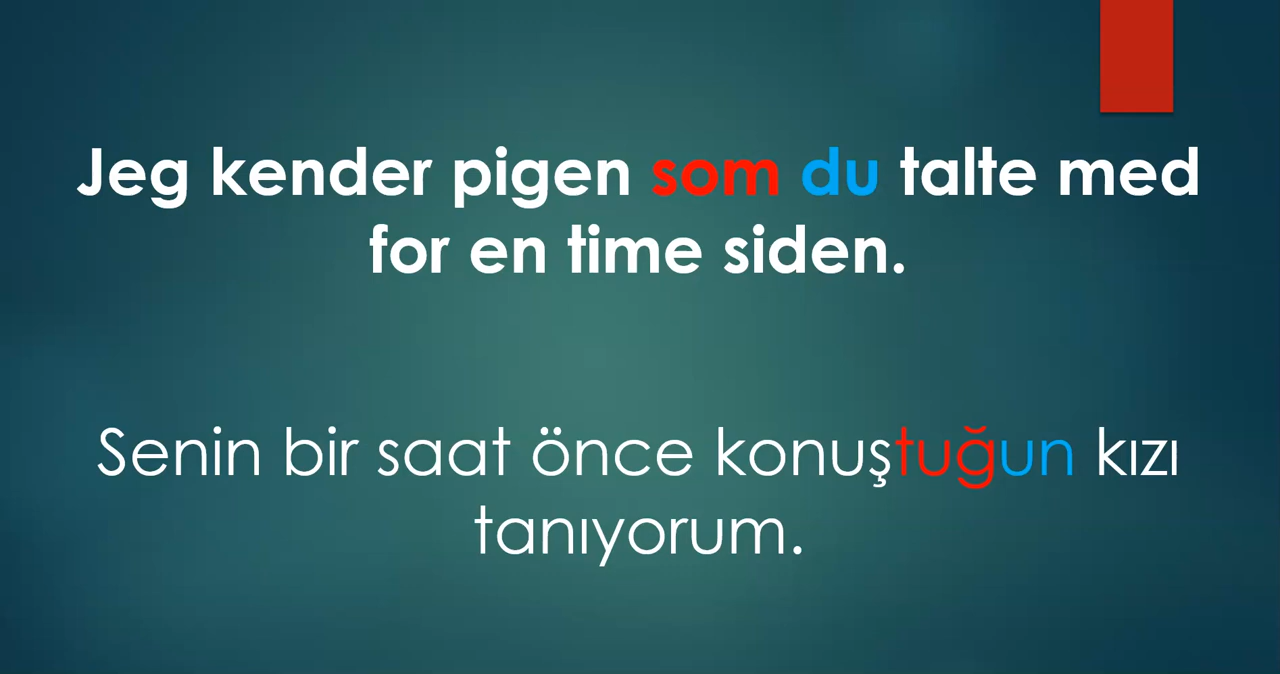 Jeg kender pigen som du talte med
for en time siden.
Senin bir saat önce konuştuğun kızı
tanıyorum.